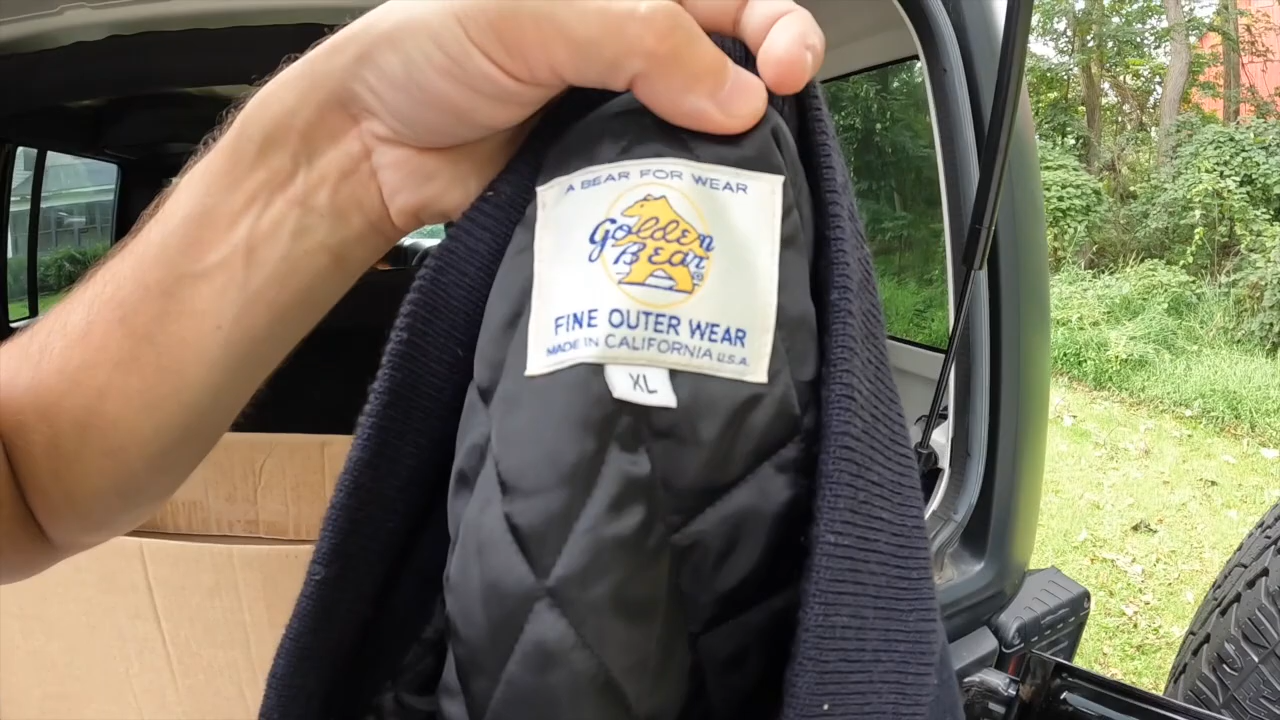 A BEAR FOR WEAR
Golden
Bear®
FINE OUTER WEAR
MADE IN CALIFORNIA U.S.A.
XL